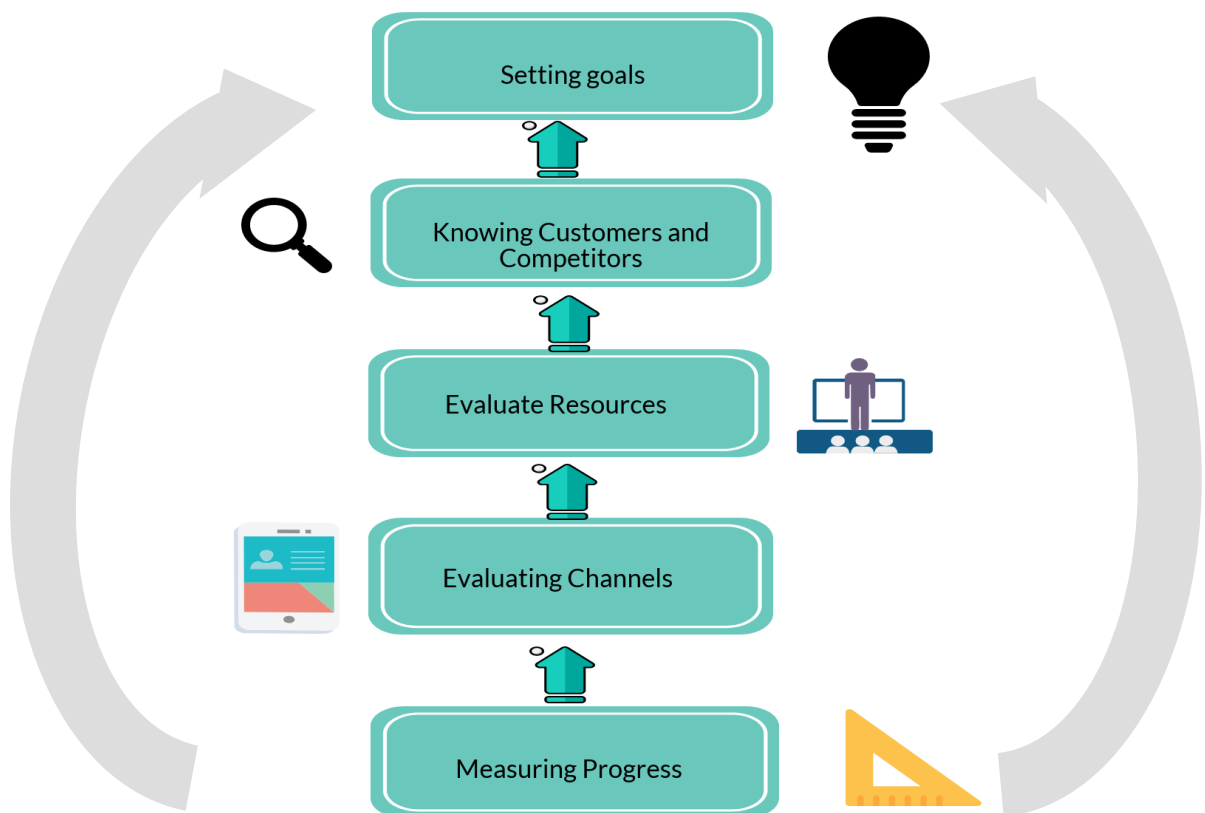 Setting goals
Knowing Customers and
Competitors
Evaluate Resources
Evaluating Channels
Measuring Progress